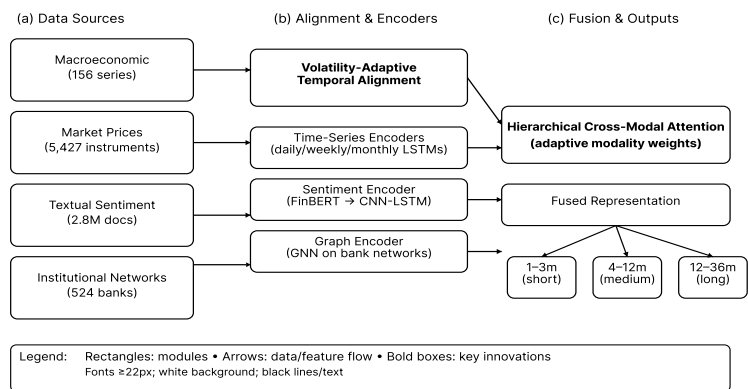 (a) Data Sources
(b) Alignment & Encoders
(c) Fusion & Outputs
Macroeconomic
(156 series)
Market Prices
(5,427 instruments)
Textual Sentiment
(2.8M docs)
Institutional Networks
(524 banks)
Volatility-Adaptive
Temporal Alignment
Time-Series Encoders
(daily/weekly/monthly LSTMs)
Sentiment Encoder
(FinBERT → CNN-LSTM)
Graph Encoder
(GNN on bank networks)
Hierarchical Cross-Modal Attention
(adaptive modality weights)
Fused Representation
1–3m
(short)
4–12m
(medium)
12–36m
(long)
Legend: Rectangles: modules • Arrows: data/feature flow • Bold boxes: key innovations
Fonts ≥22px; white background; black lines/text